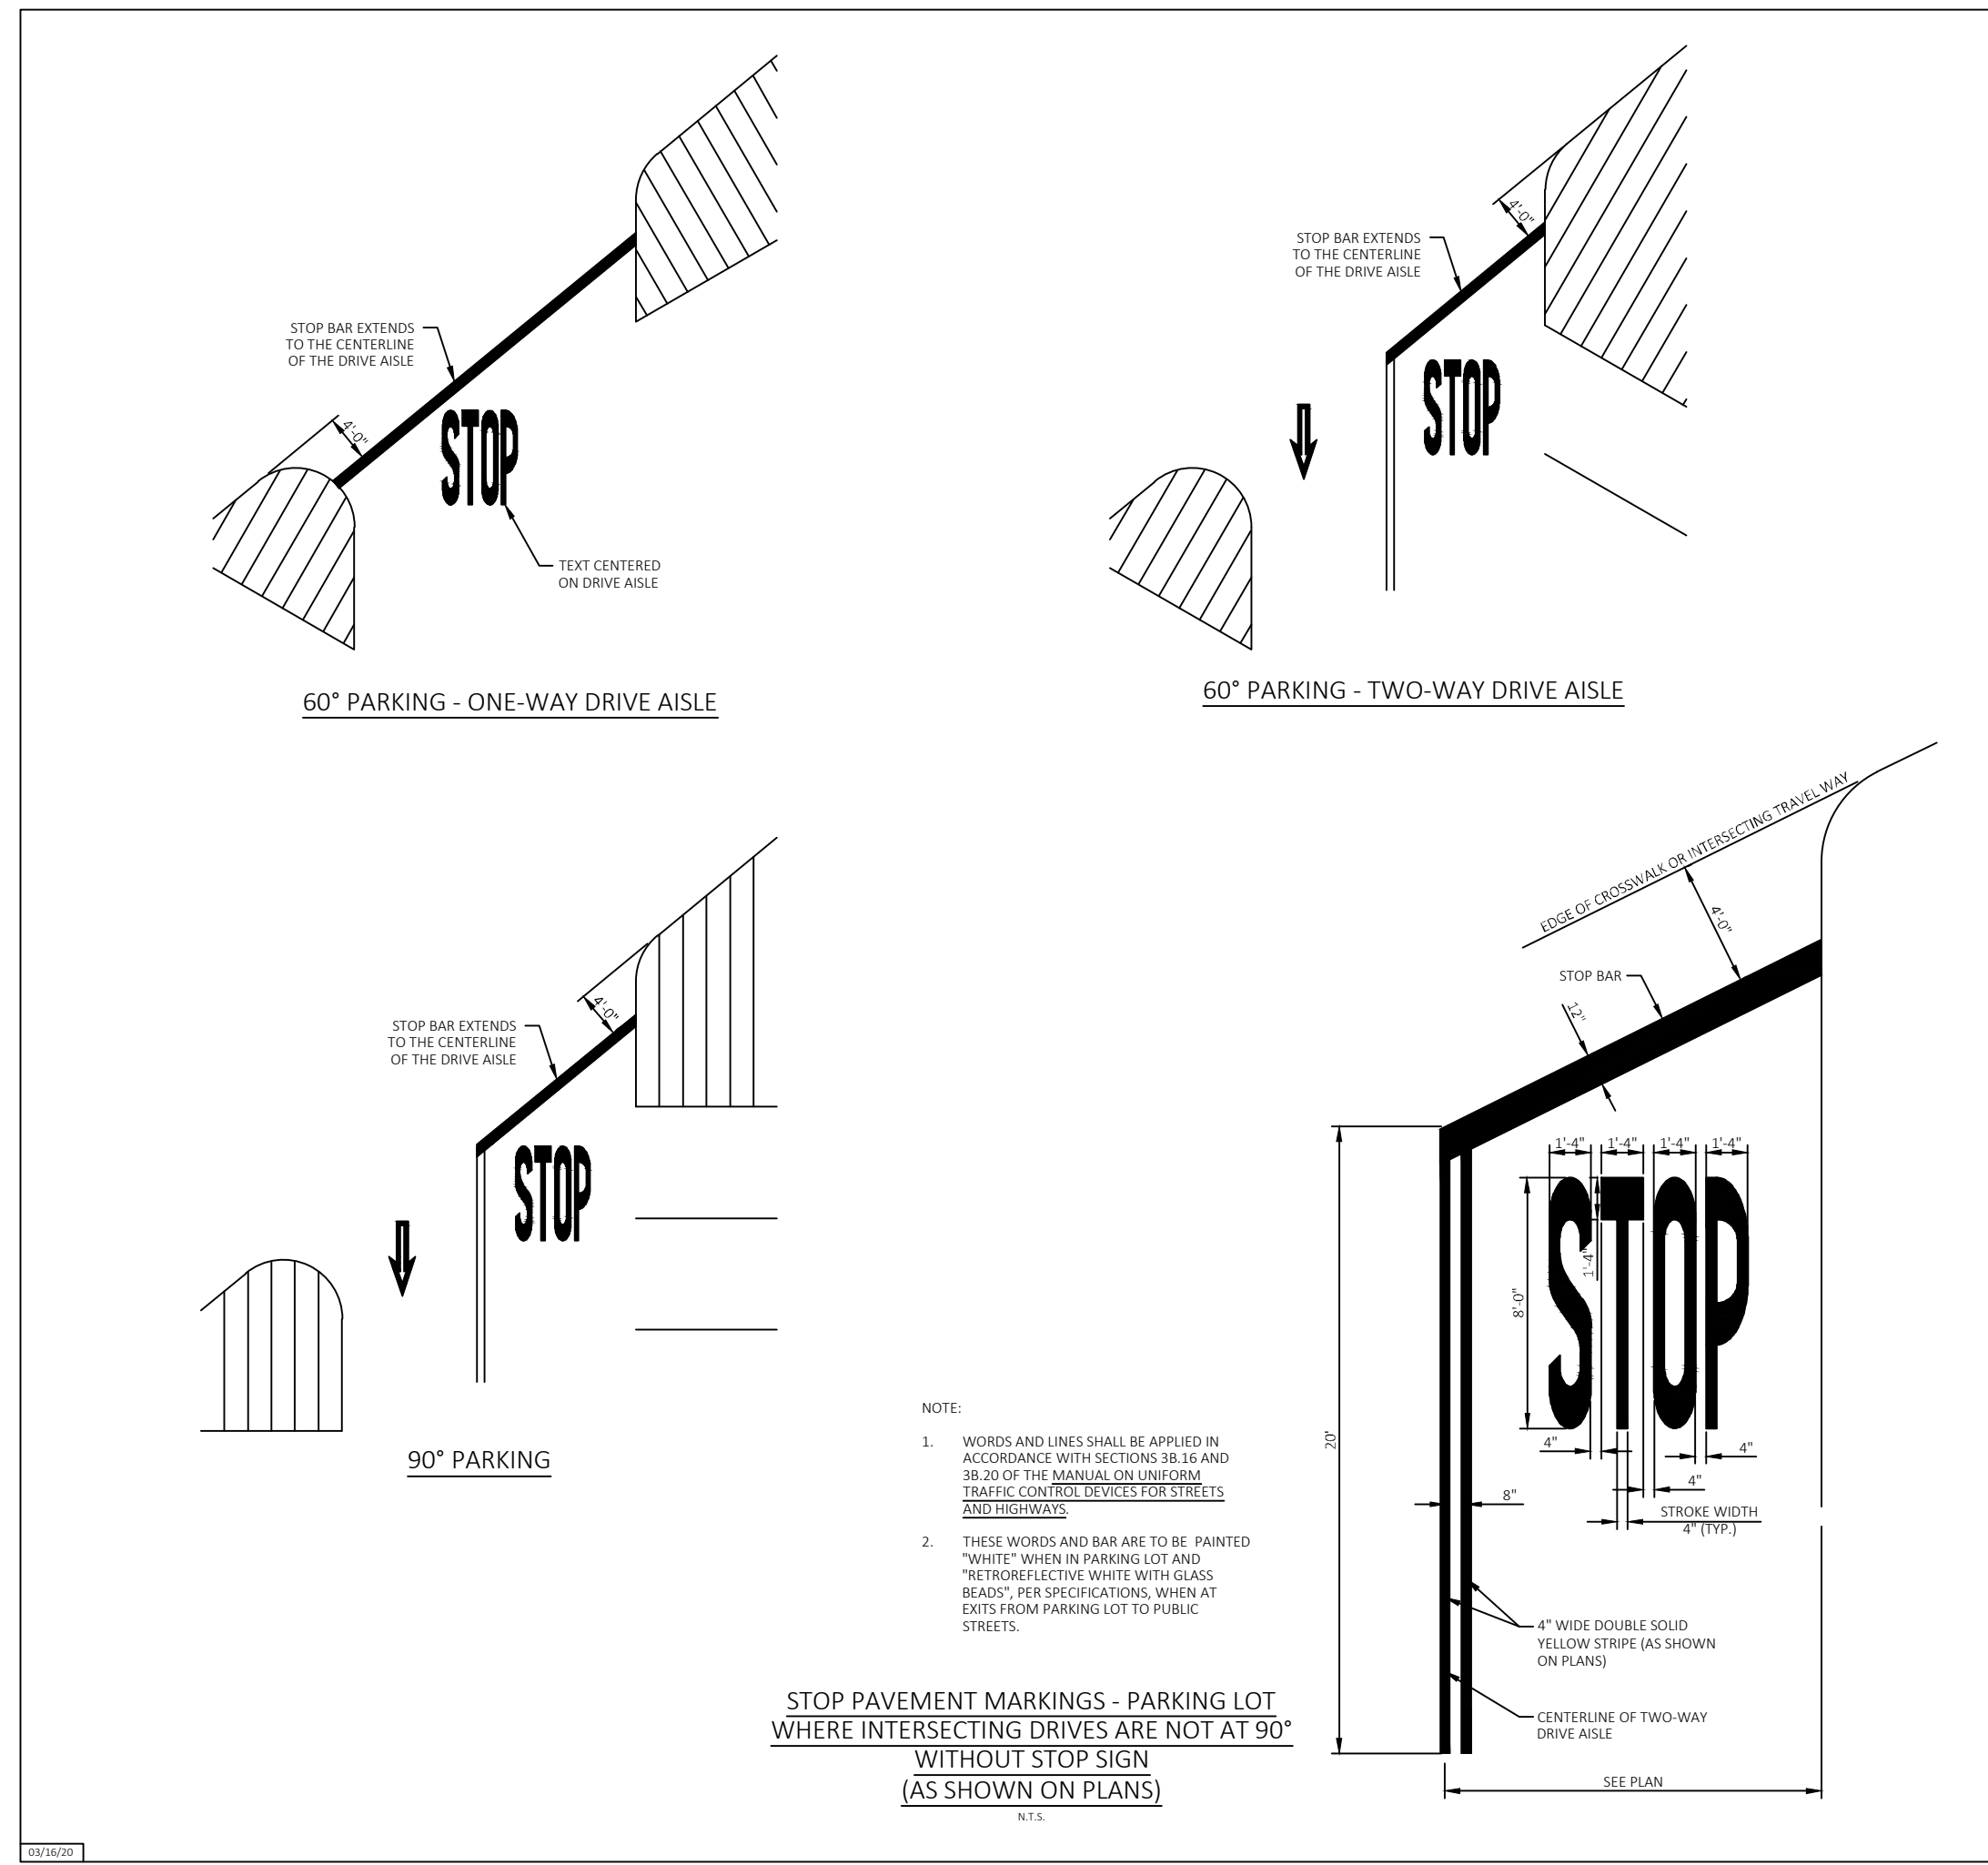 4'-0"
STOP BAR EXTENDS
TO THE CENTERLINE
OF THE DRIVE AISLE
4'-0"
STOP
TEXT CENTERED
ON DRIVE AISLE
60° PARKING - ONE-WAY DRIVE AISLE
STOP BAR EXTENDS
TO THE CENTERLINE
OF THE DRIVE AISLE
STOP
60° PARKING - TWO-WAY DRIVE AISLE
STOP BAR EXTENDS
TO THE CENTERLINE
OF THE DRIVE AISLE
4'-0"
STOP
90° PARKING
EDGE OF CROSSWALK OR INTERSECTING TRAVEL WAY
4'-0"
STOP BAR
12"
1'-4" 1'-4" 1'-4" 1'-4"
STOP
1'-4"
8'-0"
20'
4"
4"
4"
8"
STROKE WIDTH
4" (TYP.)
4" WIDE DOUBLE SOLID
YELLOW STRIPE (AS SHOWN
ON PLANS)
CENTERLINE OF TWO-WAY
DRIVE AISLE
SEE PLAN
NOTE:
1. WORDS AND LINES SHALL BE APPLIED IN
ACCORDANCE WITH SECTIONS 3B.16 AND
3B.20 OF THE MANUAL ON UNIFORM
TRAFFIC CONTROL DEVICES FOR STREETS
AND HIGHWAYS.
2. THESE WORDS AND BAR ARE TO BE PAINTED
"WHITE" WHEN IN PARKING LOT AND
"RETROREFLECTIVE WHITE WITH GLASS
BEADS", PER SPECIFICATIONS, WHEN AT
EXITS FROM PARKING LOT TO PUBLIC
STREETS.
STOP PAVEMENT MARKINGS - PARKING LOT
WHERE INTERSECTING DRIVES ARE NOT AT 90°
WITHOUT STOP SIGN
(AS SHOWN ON PLANS)
N.T.S.
03/16/20